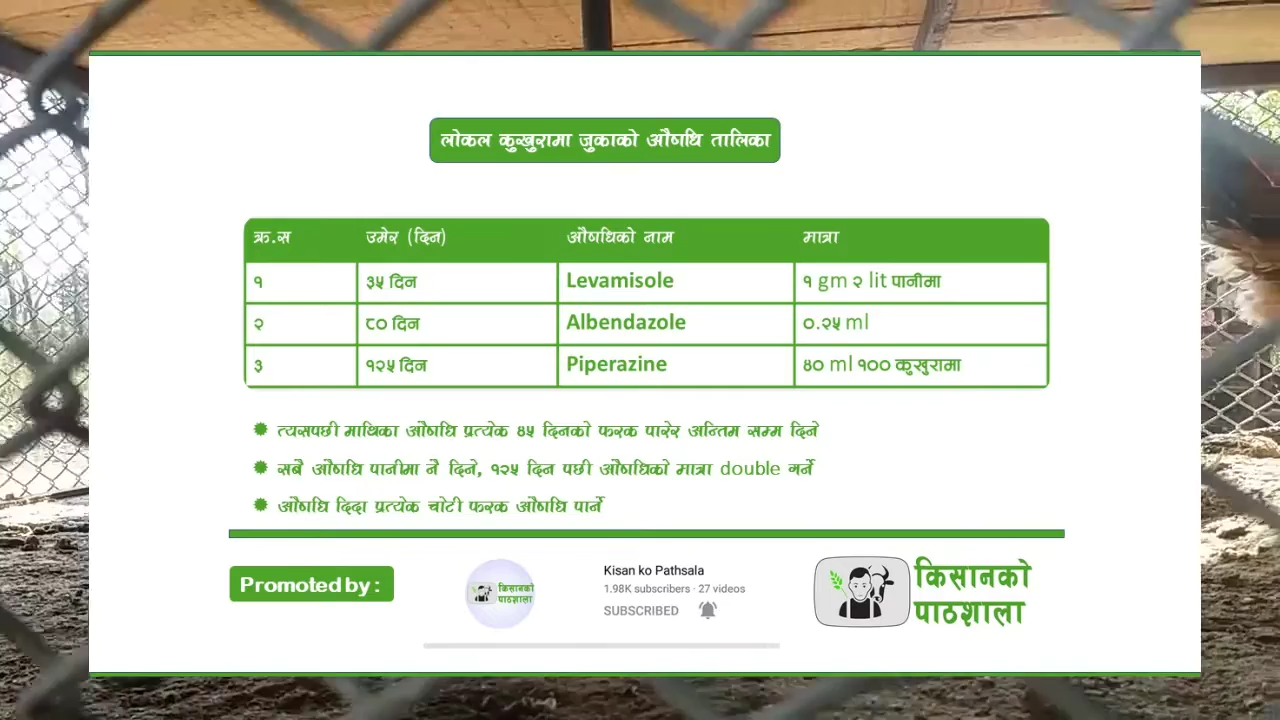 लोकल कुखुरामा जुकाको औषधि तालिका
क्र.स उमेर (दिन) औषधिको नाम मात्रा
१ ३५ दिन Levamisole १ gm २ lit पानीमा
२ ८० दिन Albendazole ०.२५ ml
३ १२५ दिन Piperazine ४० ml १०० कुखुरामा
त्यसपछी माथिका औषधि प्रत्येक ४५ दिनको फरक पारेर अन्तिम सम्म दिने
सबै औषधि पानीमा नै दिने, १२५ दिन पछी औषधिको मात्रा double गर्ने
औषधि दिदा प्रत्येक चोटी फरक औषधि पार्ने
Promoted by :
किसानको
पाठशाला
Kisan ko Pathsala
1.98K subscribers · 27 videos
SUBSCRIBED
किसानको
पाठशाला